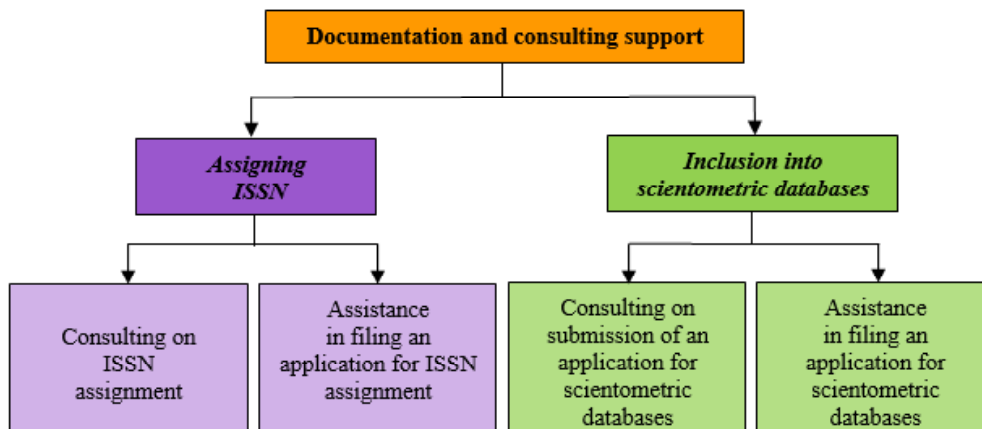 Documentation and consulting support
Assigning
ISSN
Inclusion into
scientometric databases
Consulting on
ISSN
assignment
Assistance
in filing an
application for ISSN
assignment
Consulting on
submission of an
application for
scientometric
databases
Assistance
in filing an
application for
scientometric
databases